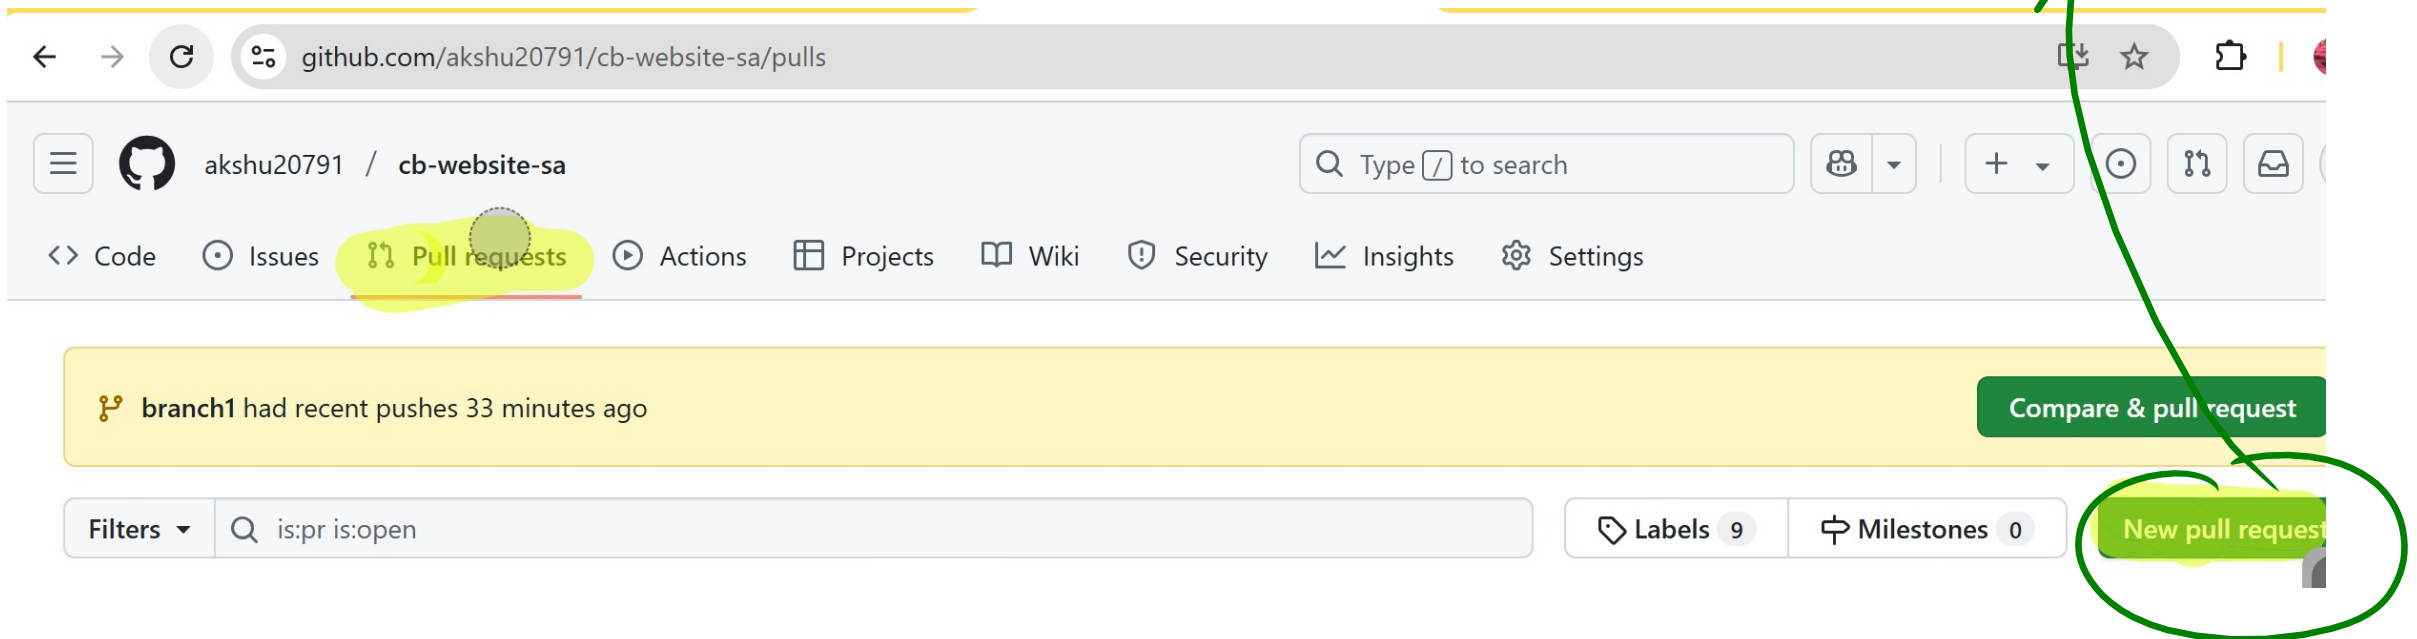 github.com/akshu20791/cb-website-sa/pulls
akshu20791 / cb-website-sa
Type / to search
Code Issues Pull requests Actions Projects Wiki Security Insights Settings
branch1 had recent pushes 33 minutes ago
Compare & pull request
Filters is:pr is:open Labels 9 Milestones 0 New pull request